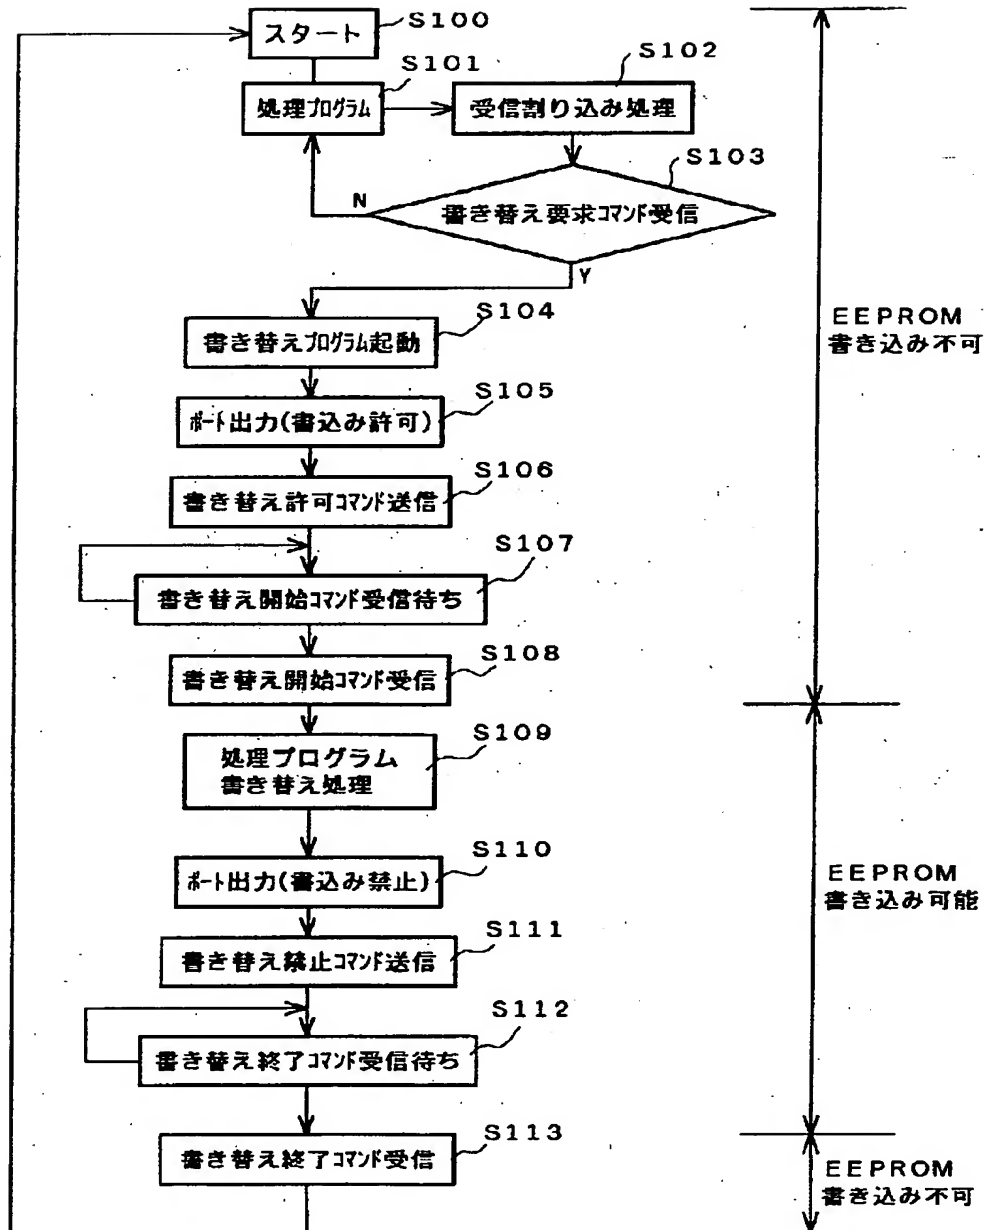 スタート
S100
S101
S102
処理プログラム
受信割り込み処理
S103
N
書き替え要求コマンド受信
Y
S104
書き替えプログラム起動
EEPROM
書き込み不可
S105
ポート出力(書込み許可)
S106
書き替え許可コマンド送信
S107
書き替え開始コマンド受信待ち
S108
書き替え開始コマンド受信
S109
処理プログラム
書き替え処理
S110
ポート出力(書込み禁止)
EEPROM
書き込み可能
S111
書き替え禁止コマンド送信
S112
書き替え終了コマンド受信待ち
S113
書き替え終了コマンド受信
EEPROM
書き込み不可